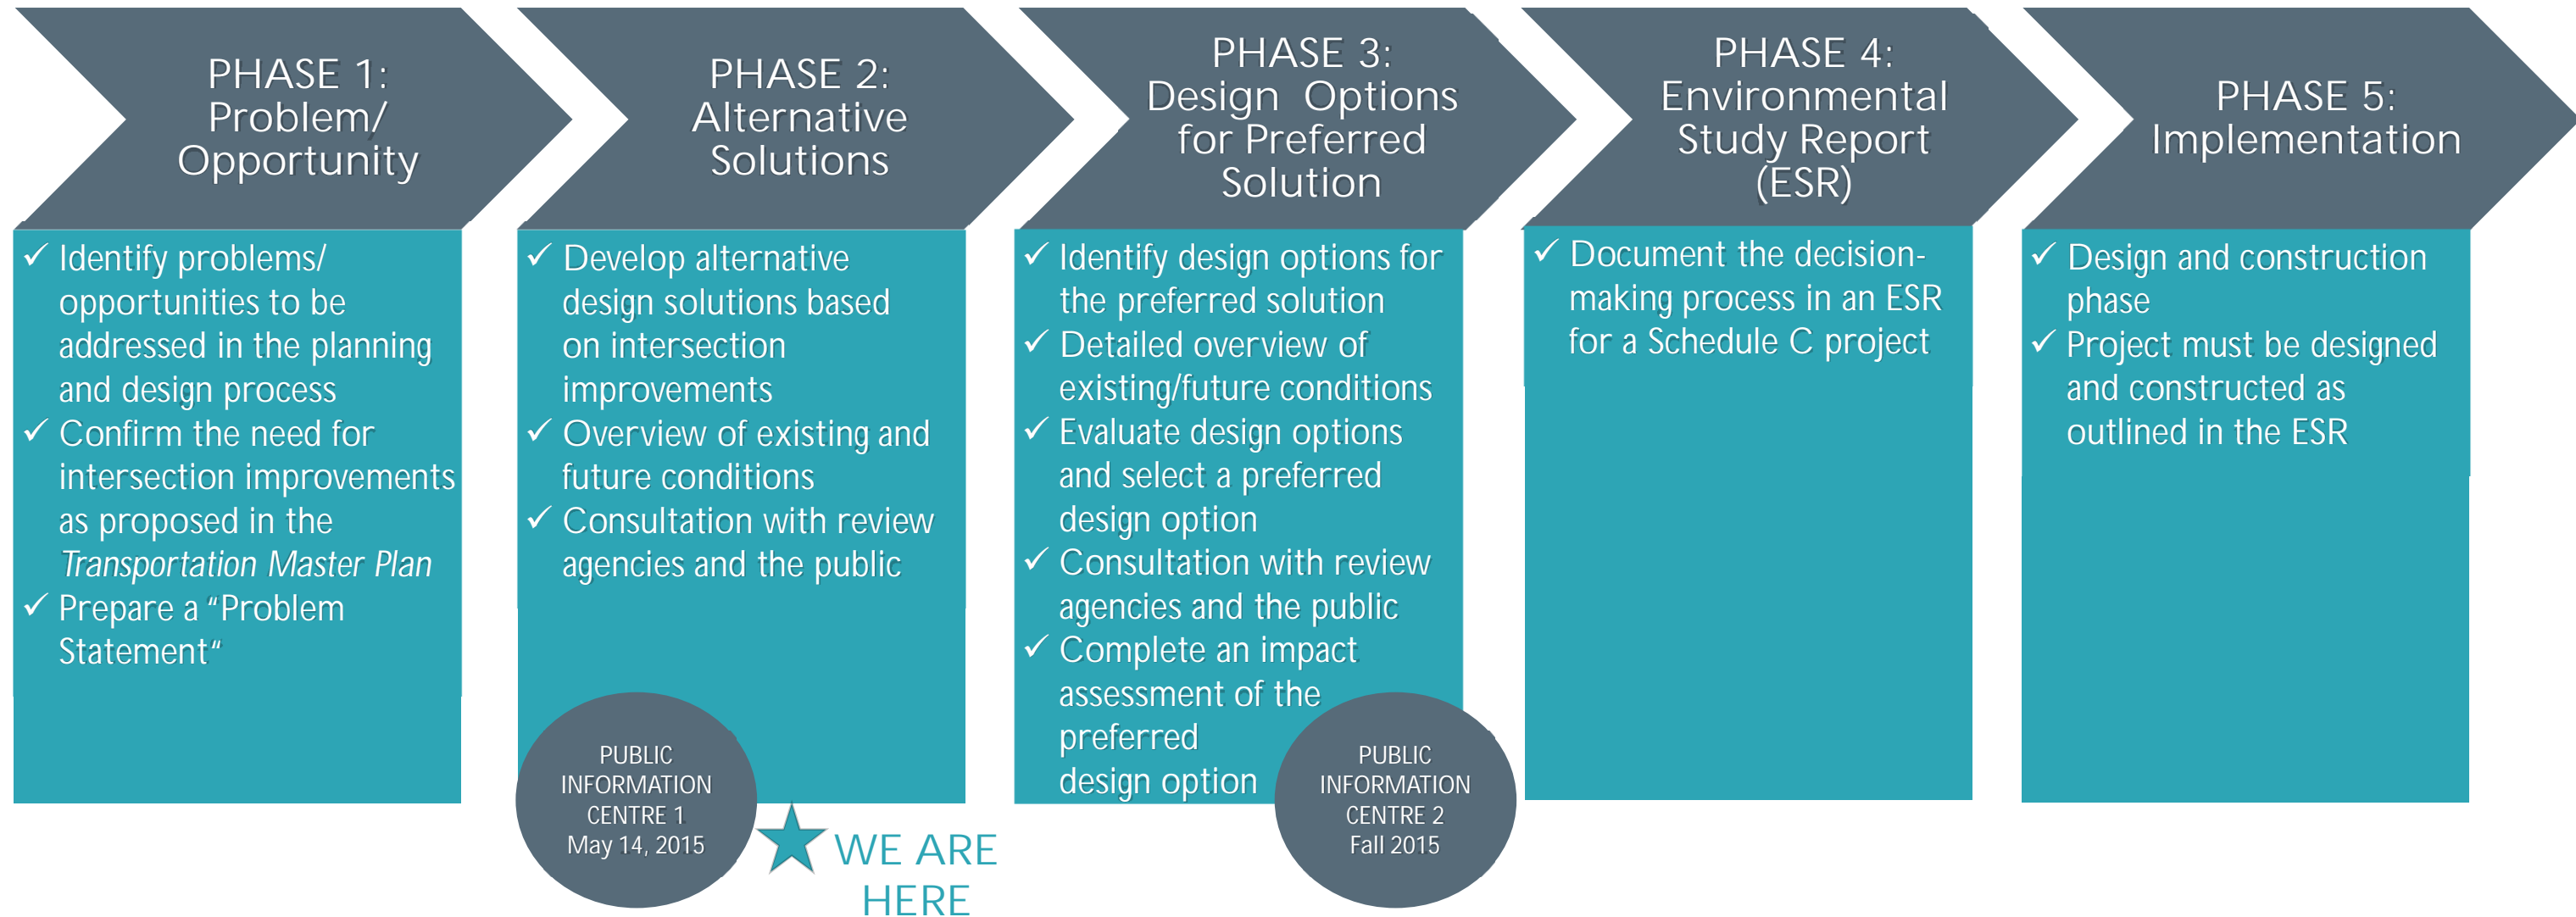 PHASE 1:
Problem/
Opportunity
✓ Identify problems/
opportunities to be
addressed in the planning
and design process
✓ Confirm the need for
intersection improvements
as proposed in the
Transportation Master Plan
✓ Prepare a “Problem
Statement“
PHASE 2:
Alternative
Solutions
✓ Develop alternative
design solutions based
on intersection
improvements
✓ Overview of existing and
future conditions
✓ Consultation with review
agencies and the public
PUBLIC
INFORMATION
CENTRE 1
May 14, 2015
WE ARE
HERE
PHASE 3:
Design Options
for Preferred
Solution
✓ Identify design options for
the preferred solution
✓ Detailed overview of
existing/future conditions
✓ Evaluate design options
and select a preferred
design option
✓ Consultation with review
agencies and the public
✓ Complete an impact
assessment of the
preferred
design option
PUBLIC
INFORMATION
CENTRE 2
Fall 2015
PHASE 4:
Environmental
Study Report
(ESR)
✓ Document the decision-
making process in an ESR
for a Schedule C project
PHASE 5:
Implementation
✓ Design and construction
phase
✓ Project must be designed
and constructed as
outlined in the ESR